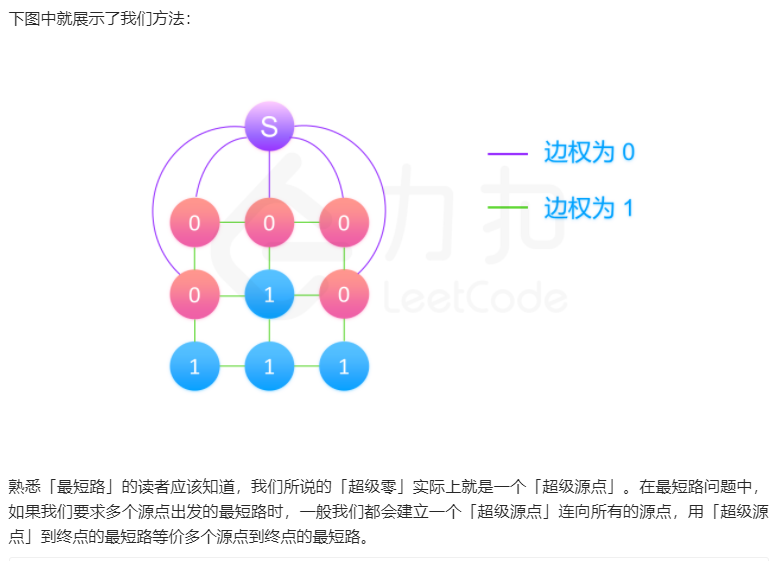 下图中就展示了我们方法：
S
边权为 0
边权为 1
0 0 0
0 1 0
1 1 1
力扣
LeetCode
熟悉「最短路」的读者应该知道，我们所说的「超级零」实际上就是一个「超级源点」。在最短路问题中，
如果我们要求多个源点出发的最短路时，一般我们都会建立一个「超级源点」连向所有的源点，用「超级源
点」到终点的最短路等价多个源点到终点的最短路。